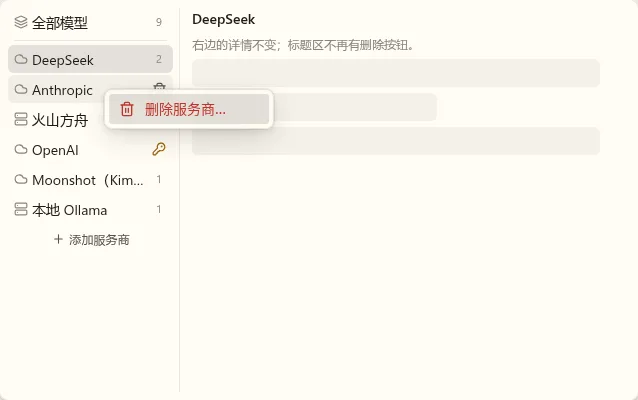 全部模型 9
DeepSeek 2
Anthropic
删除服务商...
火山方舟
OpenAI
Moonshot（Kim... 1
本地 Ollama 1
+ 添加服务商
DeepSeek
右边的详情不变；标题区不再有删除按钮。